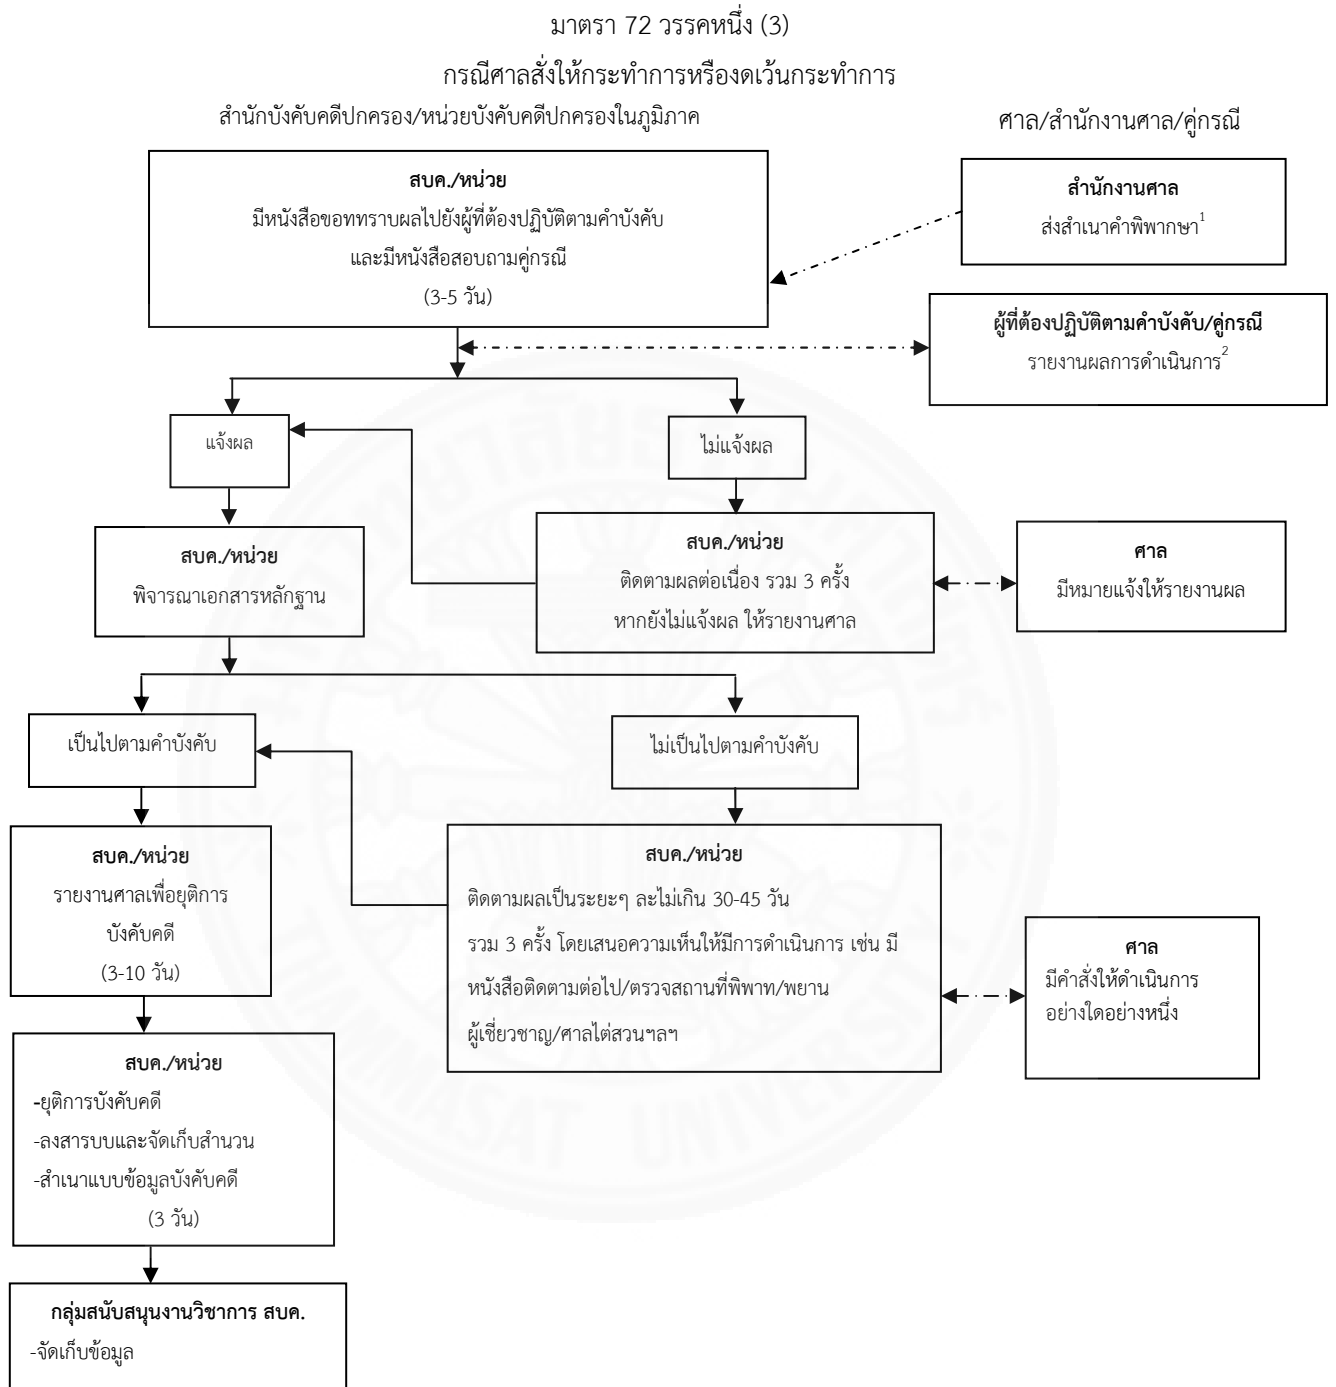 มาตรา 72 วรรคหนึ่ง (3)
กรณีศาลสั่งให้กระทำการหรืองดเว้นกระทำการ
สำนักบังคับคดีปกครอง/หน่วยบังคับคดีปกครองในภูมิภาค
ศาล/สำนักงานศาล/คู่กรณี
สบค./หน่วย
มีหนังสือขอททราบผลไปยังผู้ที่ต้องปฏิบัติตามคำบังคับ
และมีหนังสือสอบถามคู่กรณี
(3-5 วัน)
สำนักงานศาล
ส่งสำเนาคำพิพากษา1
ผู้ที่ต้องปฏิบัติตามคำบังคับ/คู่กรณี
รายงานผลการดำเนินการ2
แจ้งผล
ไม่แจ้งผล
สบค./หน่วย
พิจารณาเอกสารหลักฐาน
สบค./หน่วย
ติดตามผลต่อเนื่อง รวม 3 ครั้ง
หากยังไม่แจ้งผล ให้รายงานศาล
ศาล
มีหมายแจ้งให้รายงานผล
เป็นไปตามคำบังคับ
ไม่เป็นไปตามคำบังคับ
สบค./หน่วย
รายงานศาลเพื่อยุติการ
บังคับคดี
(3-10 วัน)
สบค./หน่วย
ติดตามผลเป็นระยะๆ ละไม่เกิน 30-45 วัน
รวม 3 ครั้ง โดยเสนอความเห็นให้มีการดำเนินการ เช่น มี
หนังสือติดตามต่อไป/ตรวจสถานที่พิพาท/พยาน
ผู้เชี่ยวชาญ/ศาลไต่สวนฯลฯ
ศาล
มีคำสั่งให้ดำเนินการ
อย่างใดอย่างหนึ่ง
สบค./หน่วย
-ยุติการบังคับคดี
-ลงสารบบและจัดเก็บสำนวน
-สำเนาแบบข้อมูลบังคับคดี
(3 วัน)
กลุ่มสนับสนุนงานวิชาการ สบค.
-จัดเก็บข้อมูล
THAMMASAT UNIVERSITY